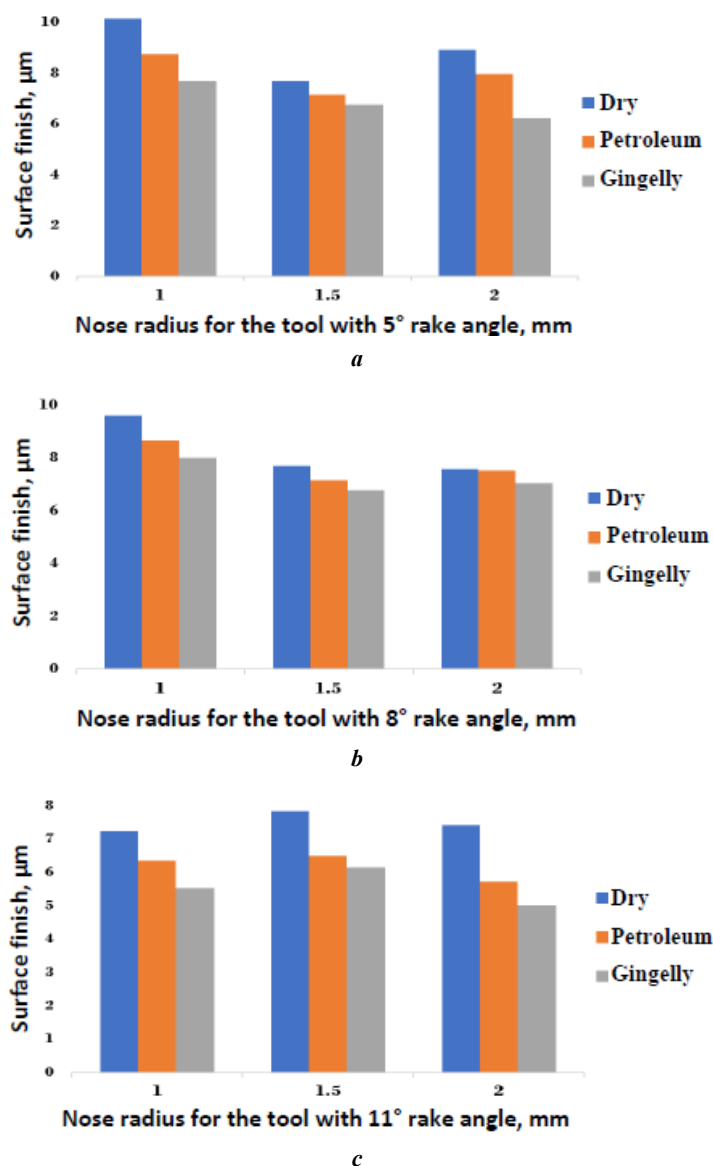 10
8
6
4
2
0
Surface finish, µm
1
1.5
2
Dry
Petroleum
Gingelly
Nose radius for the tool with 5° rake angle, mm
a
10
8
6
4
2
0
Surface finish, µm
1
1.5
2
Dry
Petroleum
Gingelly
Nose radius for the tool with 8° rake angle, mm
b
8
7
6
5
4
3
2
1
0
Surface finish, µm
1
1.5
2
Dry
Petroleum
Gingelly
Nose radius for the tool with 11° rake angle, mm
c